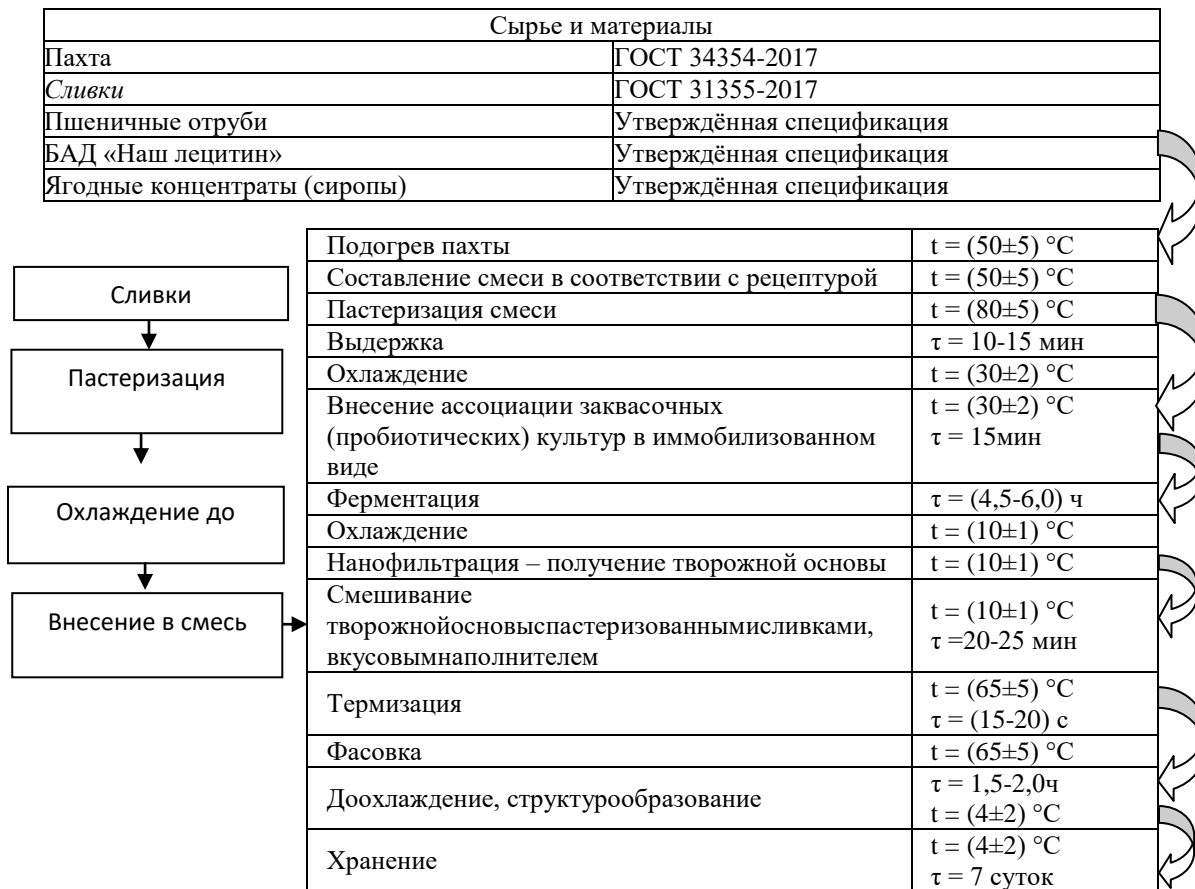 Сырье и материалы
Пахта ГОСТ 34354-2017
Сливки ГОСТ 31355-2017
Пшеничные отруби Утверждённая спецификация
БАД «Наш лецитин» Утверждённая спецификация
Ягодные концентраты (сиропы) Утверждённая спецификация
Сливки
Пастеризация
Охлаждение до
Внесение в смесь
Подогрев пахты t = (50±5) °C
Составление смеси в соответствии с рецептурой t = (50±5) °C
Пастеризация смеси t = (80±5) °C
Выдержка τ = 10-15 мин
Охлаждение t = (30±2) °C
Внесение ассоциации заквасочных t = (30±2) °C
(пробиотических) культур в иммобилизованном τ = 15мин
виде
Ферментация τ = (4,5-6,0) ч
Охлаждение t = (10±1) °C
Нанофильтрация – получение творожной основы t = (10±1) °C
Смешивание
творожнойосновыспастеризованнымисливками,
вкусовымнаполнителем
t = (10±1) °C
τ =20-25 мин
Термизация
t = (65±5) °C
τ = (15-20) с
Фасовка t = (65±5) °C
Доохлаждение, структурообразование
τ = 1,5-2,0ч
t = (4±2) °C
Хранение
t = (4±2) °C
τ = 7 суток